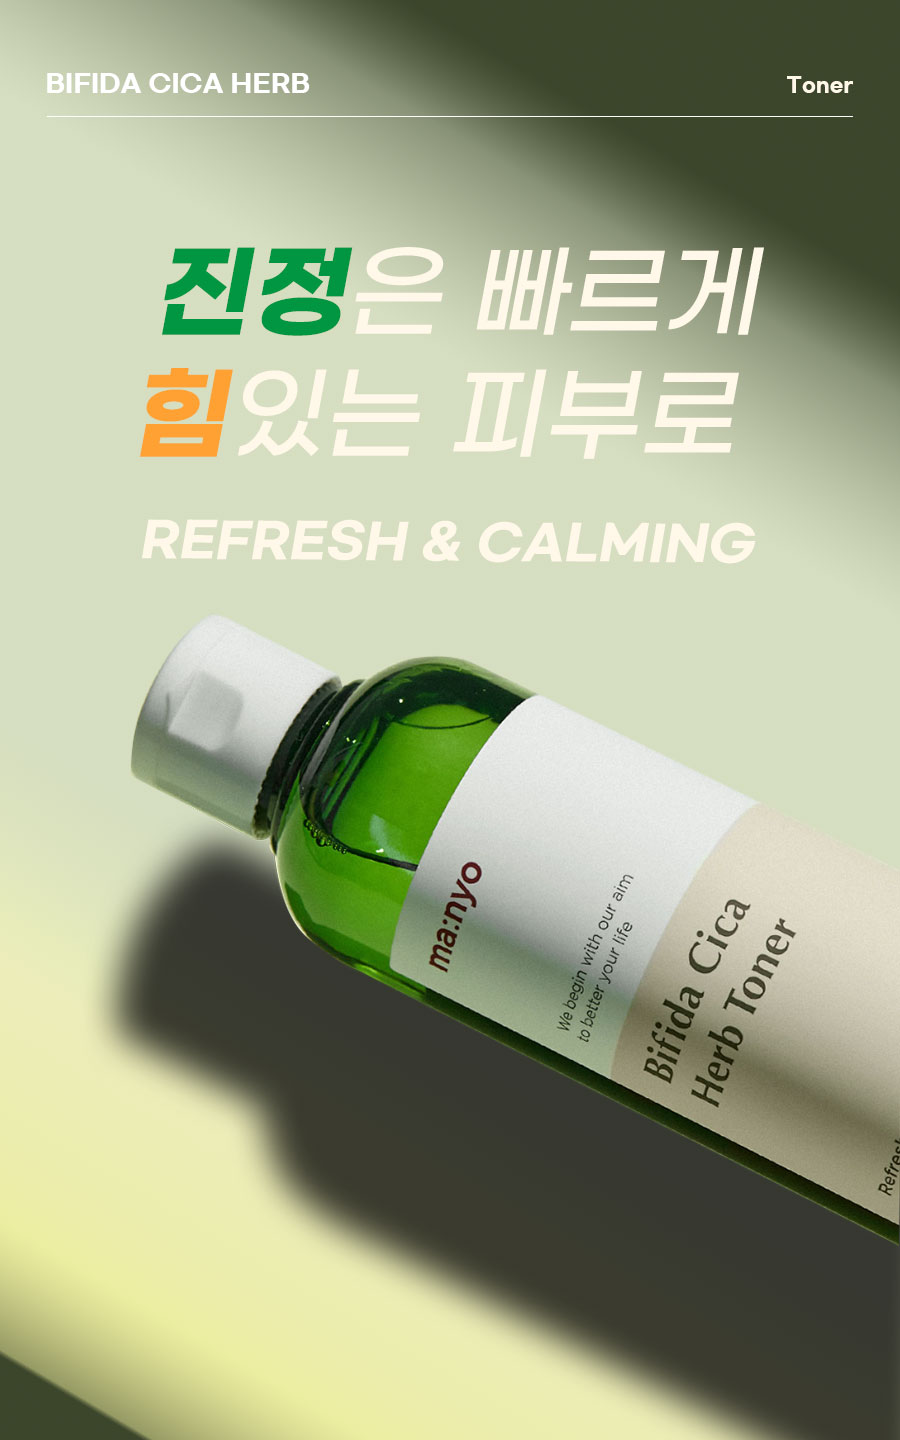 BIFIDA CICA HERB
Toner
진정은 빠르게
힘있는 피부로
REFRESH & CALMING
ma:nyo
We begin with our aim
to better your life
Bifida Cica
Herb Toner